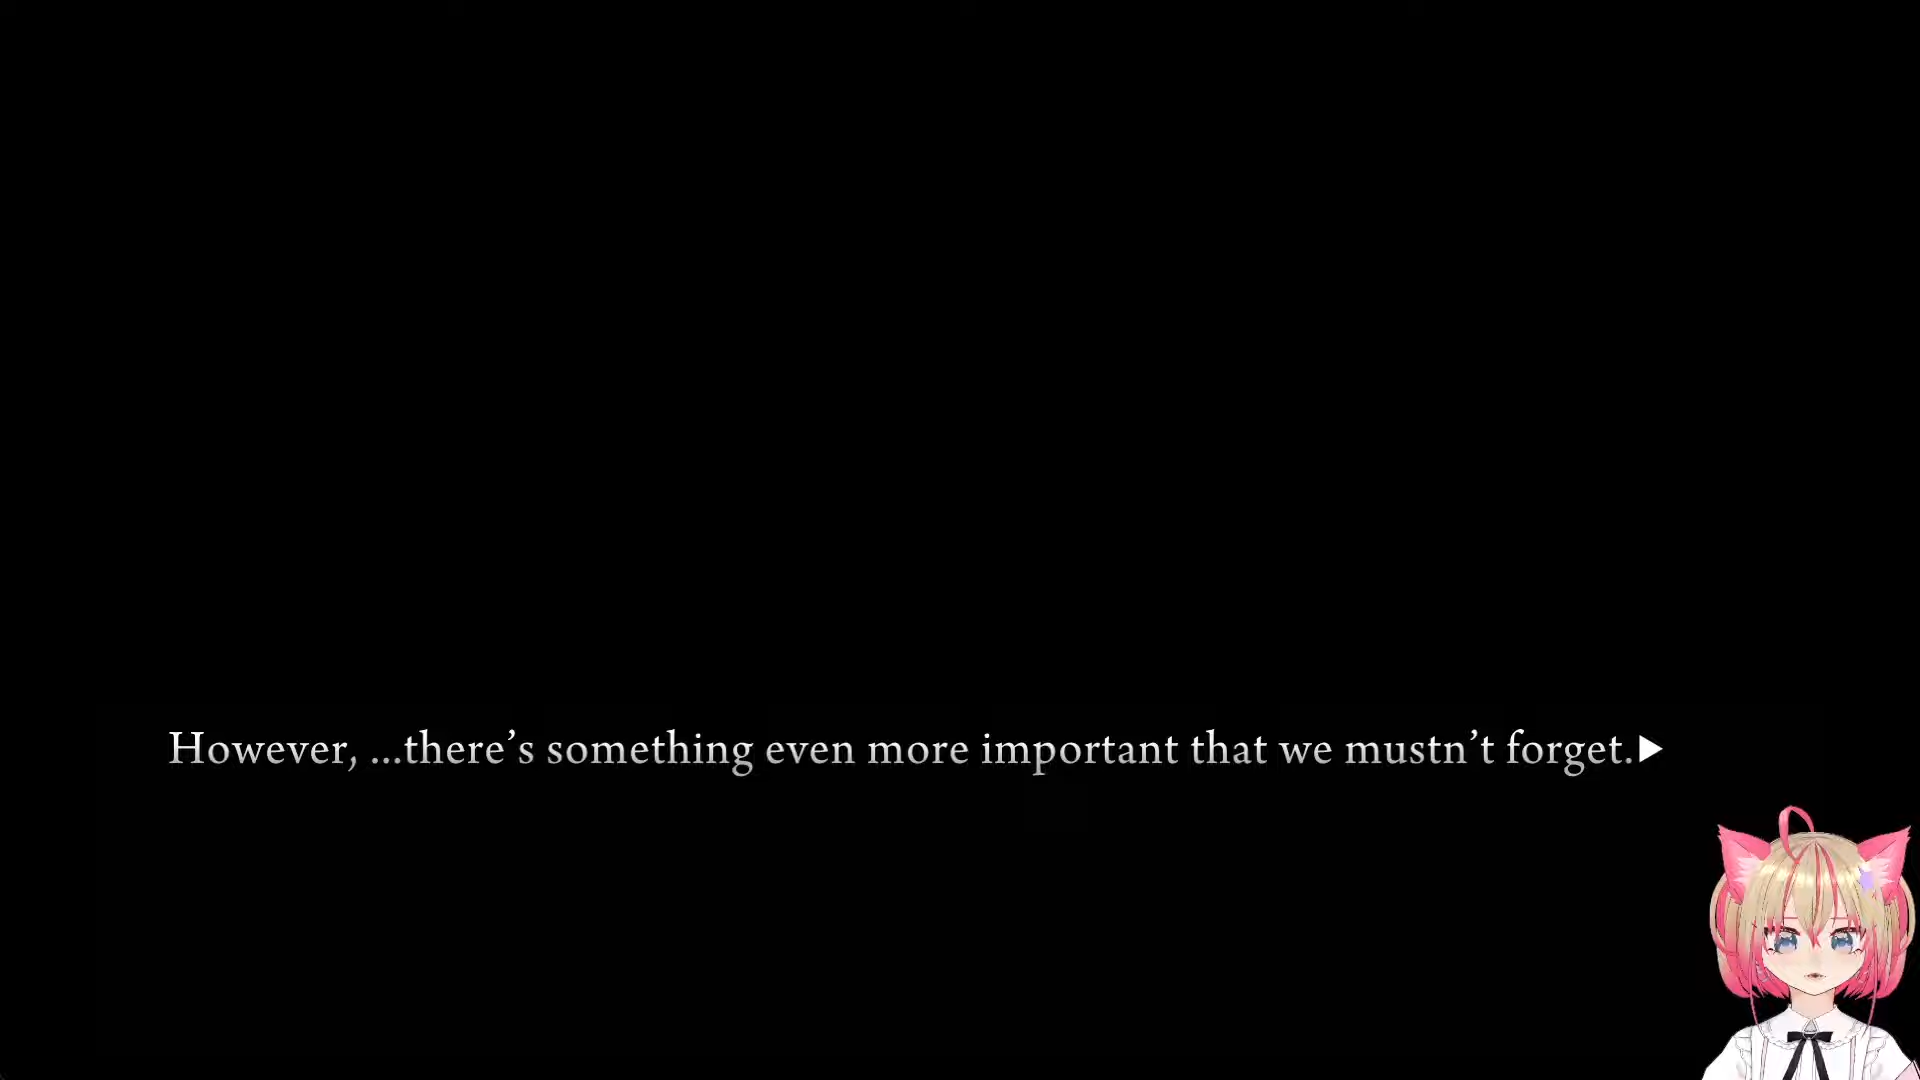 However, ...there’s something even more important that we mustn’t forget.